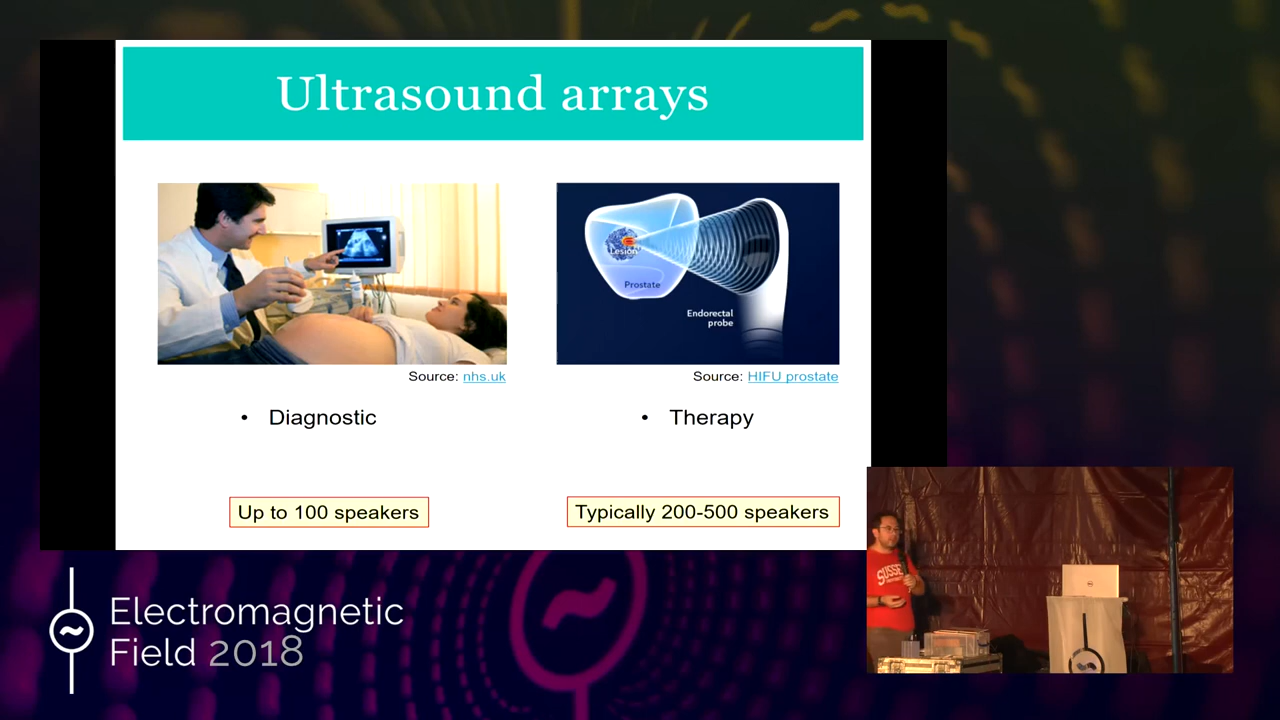 Ultrasound arrays
Lesion
Prostate
Endorectal
probe
Source: nhs.uk
Source: HIFU prostate
• Diagnostic
• Therapy
Up to 100 speakers
Typically 200-500 speakers
Electromagnetic
Field 2018